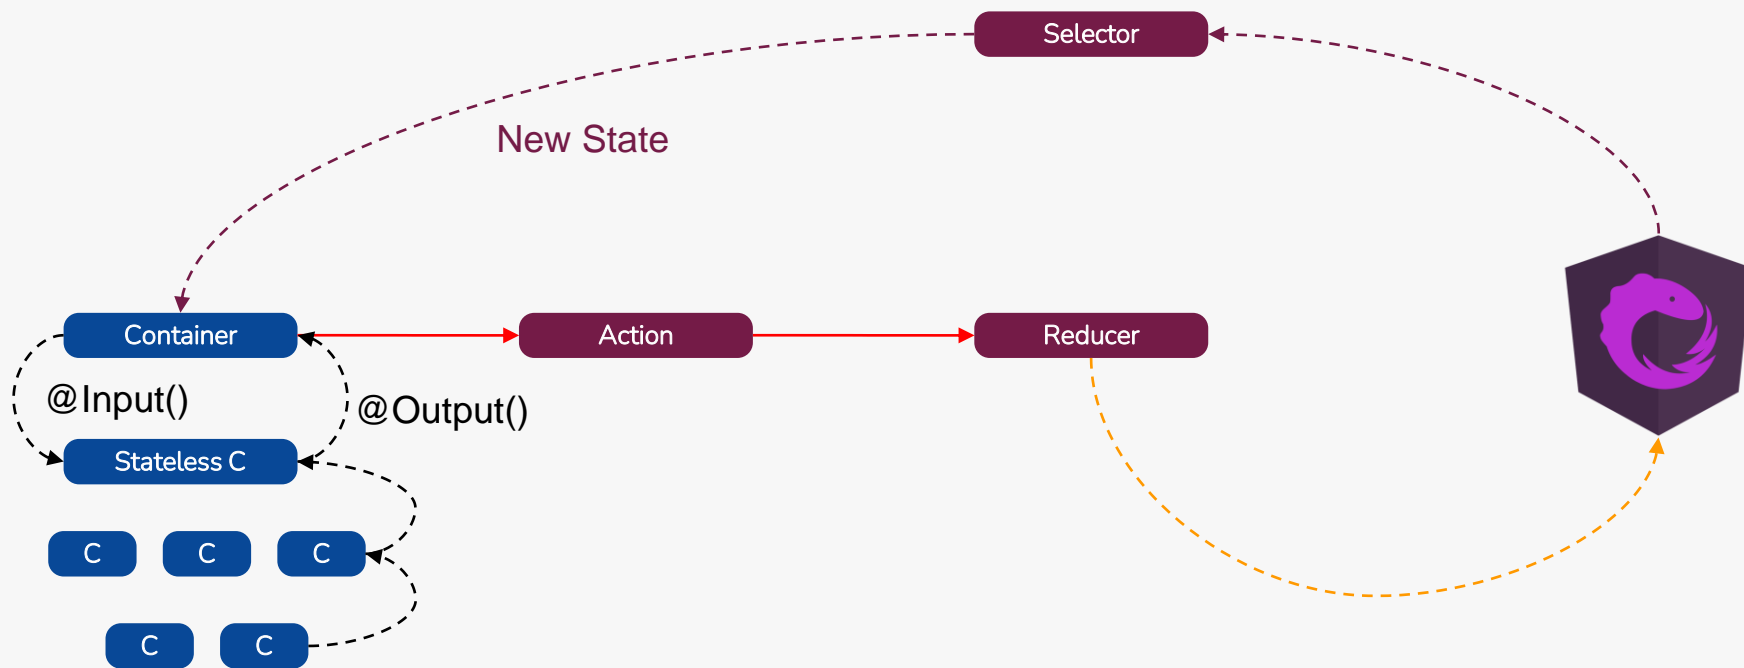 Selector
New State
Container
Action
Reducer
@Input()
@Output()
Stateless C
C
C
C
C
C